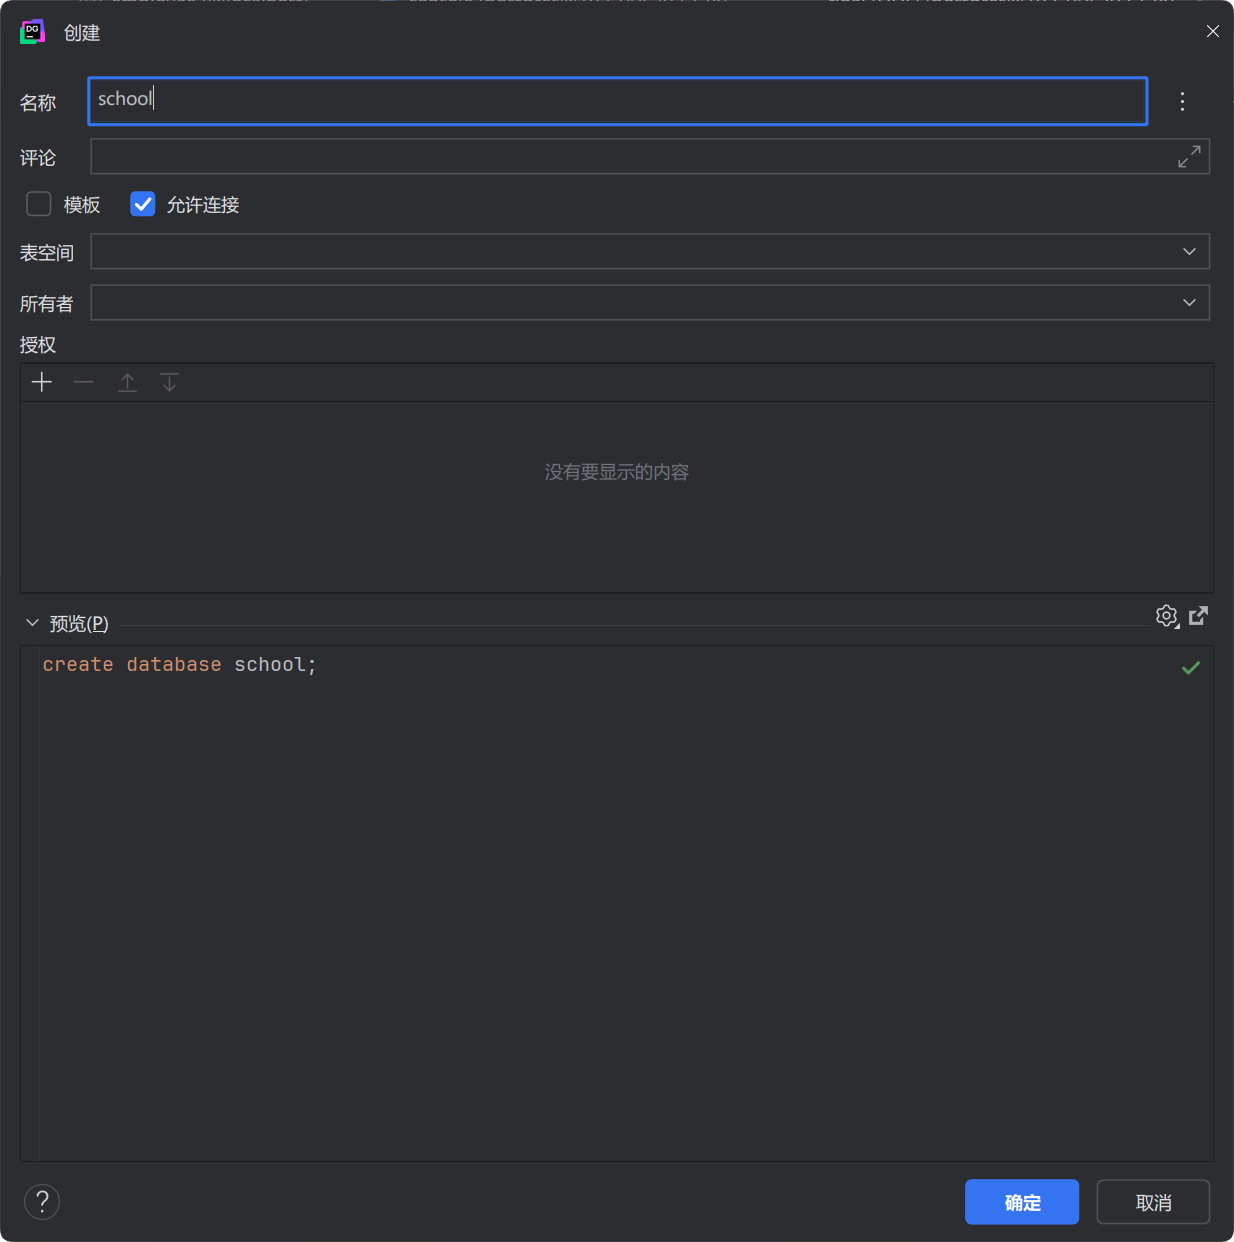 DG
创建
名称
school
评论
模板
允许连接
表空间
所有者
授权
没有要显示的内容
预览(P)
create database school;
?
确定
取消